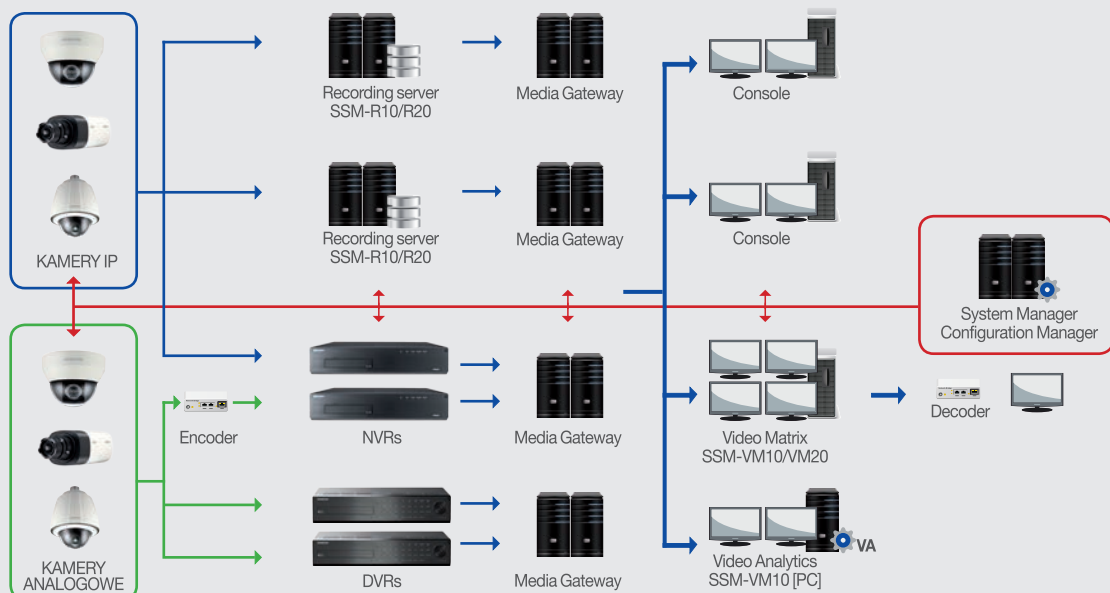 Recording server
SSM-R10/R20
Media Gateway
Console
KAMERY IP
Recording server
SSM-R10/R20
Media Gateway
Console
System Manager
Configuration Manager
Encoder
NVRs
Media Gateway
Video Matrix
SSM-VM10/VM20
Decoder
KAMERY
ANALOGOWE
DVRs
Media Gateway
Video Analytics
SSM-VM10 [PC]
VA